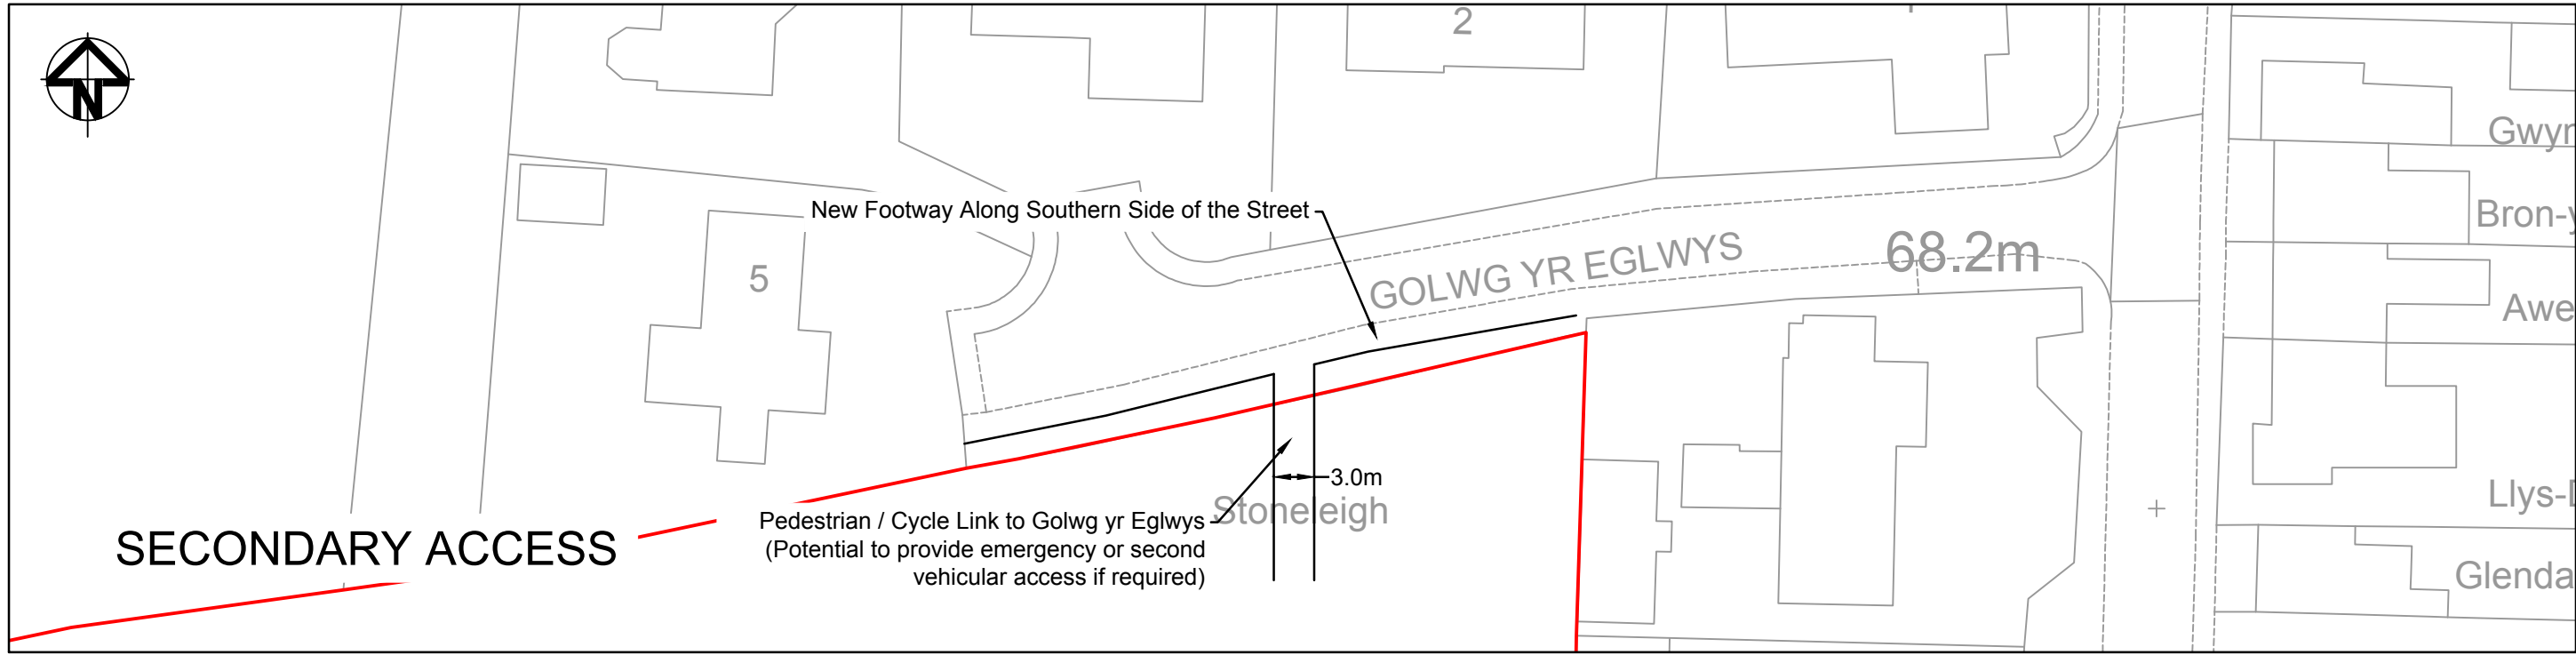 N
2
Gwyn
New Footway Along Southern Side of the Street
Bron-y
GOLWG YR EGLWYS
68.2m
5
Awe
3.0m
Stoneleigh
Llys-
Pedestrian / Cycle Link to Golwg yr Eglwys
(Potential to provide emergency or second
vehicular access if required)
SECONDARY ACCESS
Glenda